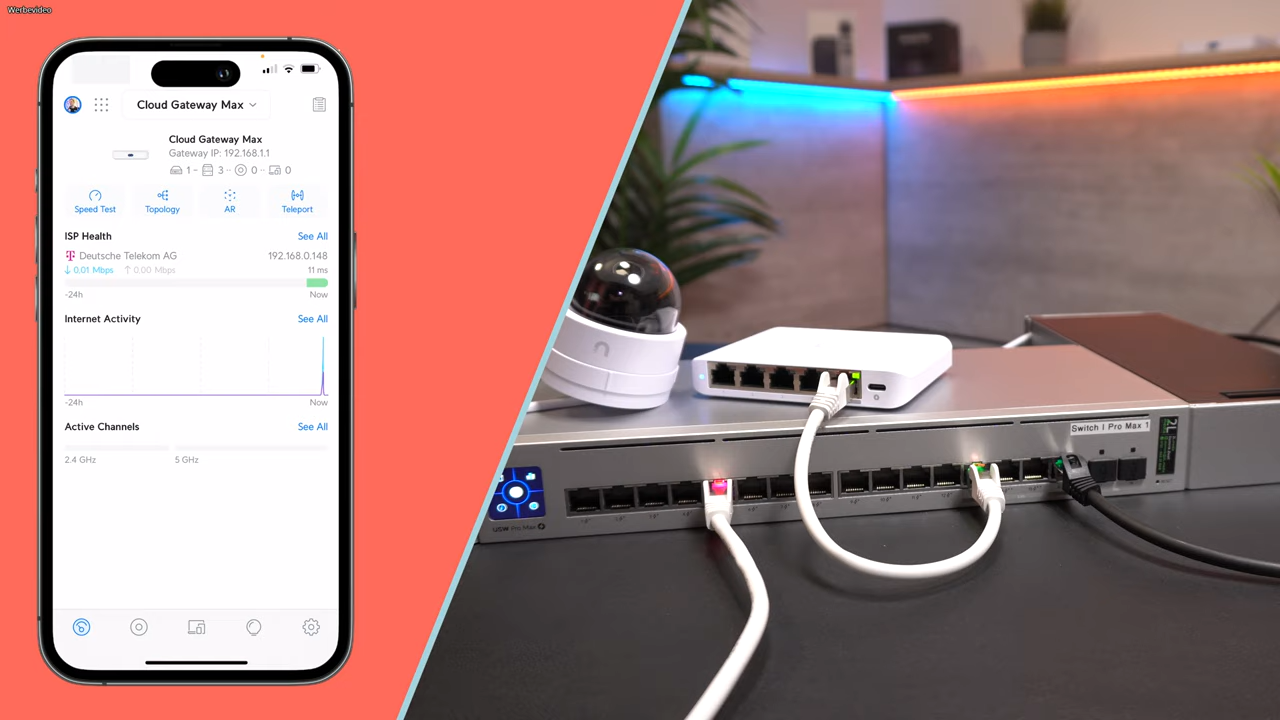 Werbevideo
Cloud Gateway Max
Cloud Gateway Max
Gateway IP: 192.168.1.1
1 - 3 - 0 - 0
Speed Test
Topology
AR
Teleport
ISP Health
See All
Deutsche Telekom AG
192.168.0.148
↓ 0.01 Mbps ↑ 0.00 Mbps
11 ms
-24h
Now
Internet Activity
See All
-24h
Now
Active Channels
See All
2.4 GHz
5 GHz
Switch | Pro Max 1
USW Pro Max